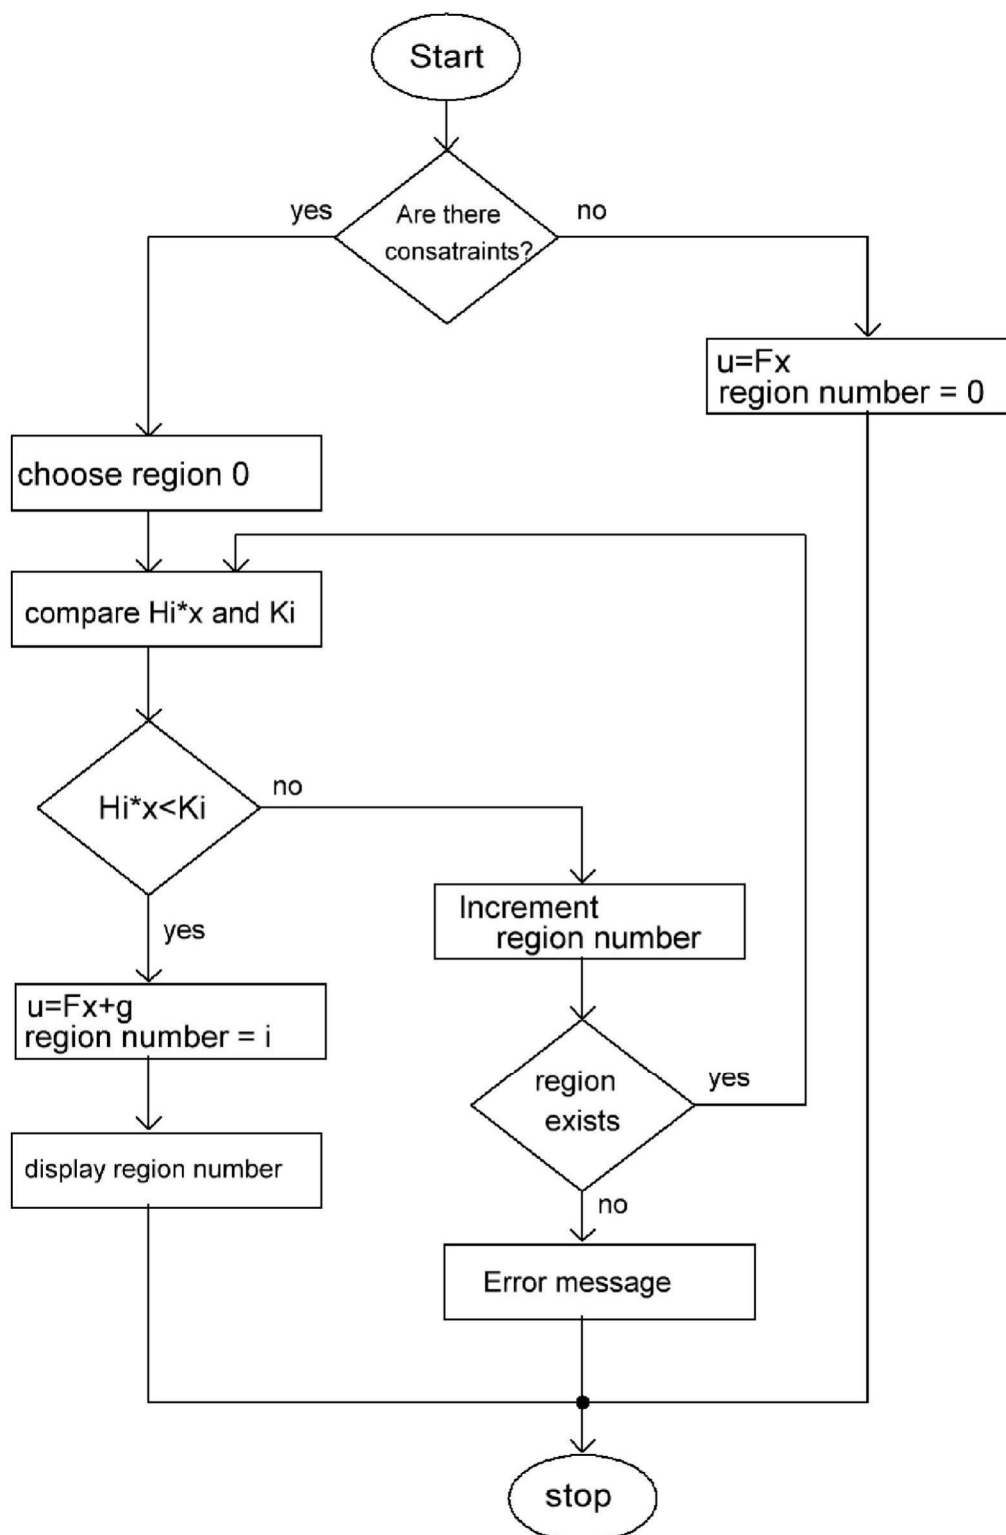 Start
Are there
consatraints?
yes
no
u=Fx
region number = 0
choose region 0
compare Hi*x and Ki
Hi*x<Ki
no
yes
Increment
region number
u=Fx+g
region number = i
region
exists
yes
no
display region number
Error message
stop